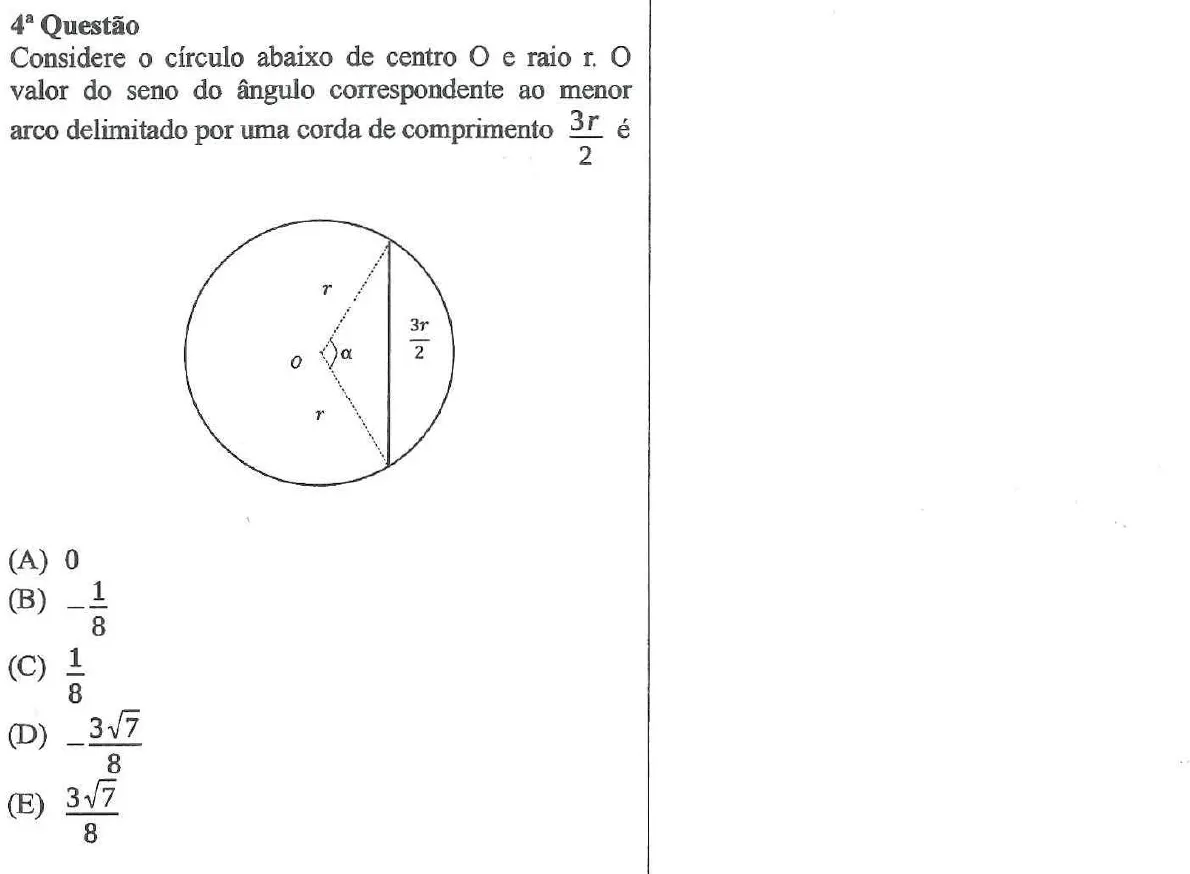 4ª Questão
Considere o círculo abaixo de centro O e raio r. O
valor do seno do ângulo correspondente ao menor
arco delimitado por uma corda de comprimento 3r/2 é
r
3r/2
O α
r
(A) 0
(B) −1/8
(C) 1/8
(D) −3√7/8
(E) 3√7/8